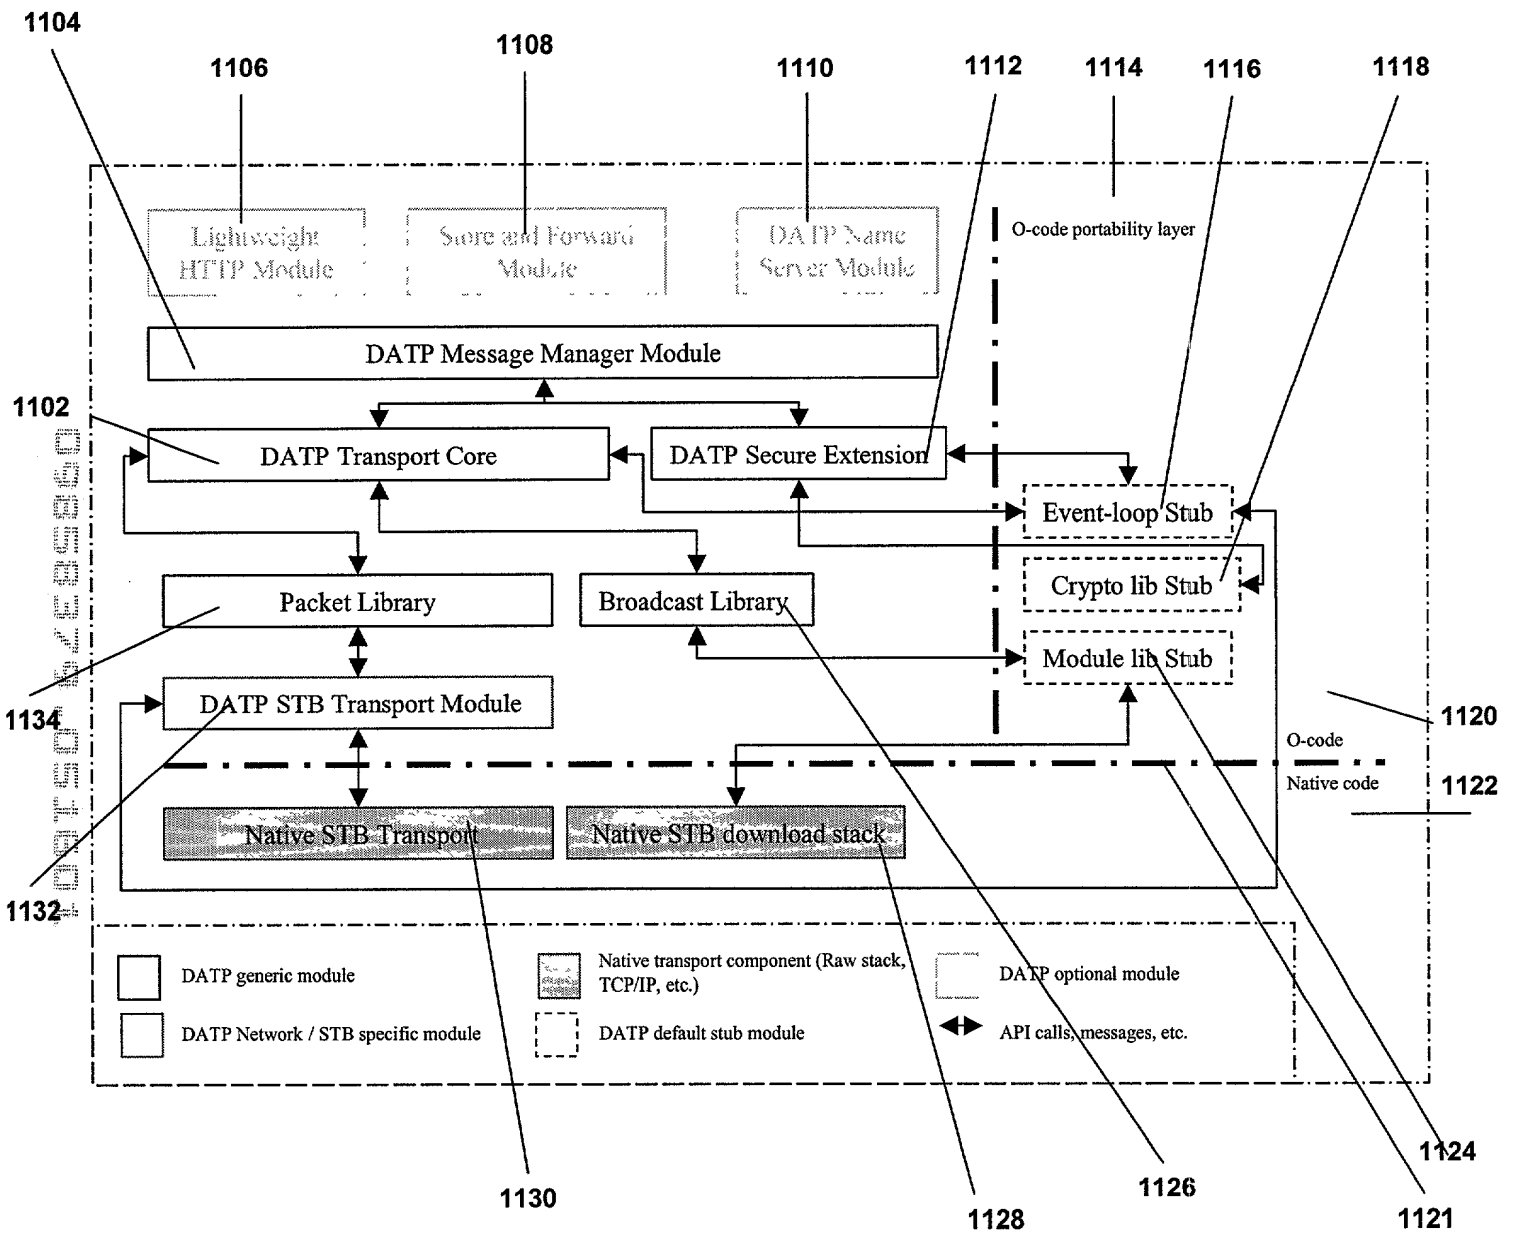 1104
1106
1108
1110
1112
1114
1116
1118
Lightweight
HTTP Module
Store and Forward
Module
DATP Name
Server Module
O-code portability layer
DATP Message Manager Module
1102
DATP Transport Core
DATP Secure Extension
Event-loop Stub
Crypto lib Stub
Packet Library
Broadcast Library
Module lib Stub
1134
DATP STB Transport Module
1120
O-code
Native code
1122
Native STB Transport
Native STB download stack
1132
DATP generic module
Native transport component (Raw stack,
TCP/IP, etc.)
DATP optional module
DATP Network / STB specific module
DATP default stub module
API calls, messages, etc.
1124
1130
1128
1126
1121